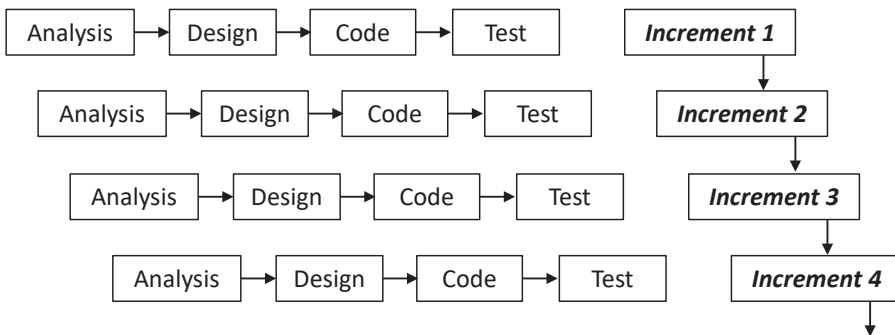 Analysis Design Code Test Increment 1
Analysis Design Code Test Increment 2
Analysis Design Code Test Increment 3
Analysis Design Code Test Increment 4